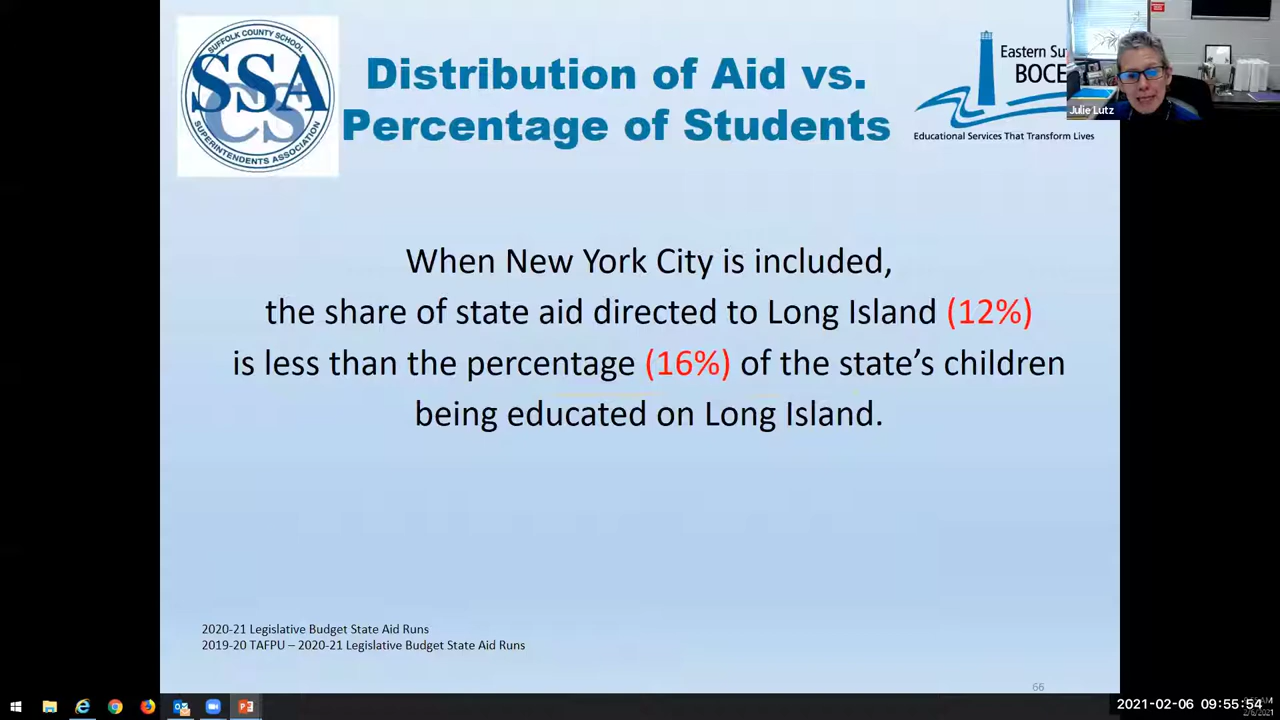 SUFFOLK COUNTY SCHOOL
SSA
CS
SUPERINTENDENTS ASSOCIATION
Distribution of Aid vs.
Percentage of Students
Eastern Su
BOCE
Educational Services That Transform Lives
Julie Lutz
When New York City is included,
the share of state aid directed to Long Island (12%)
is less than the percentage (16%) of the state’s children
being educated on Long Island.
2020-21 Legislative Budget State Aid Runs
2019-20 TAFPU – 2020-21 Legislative Budget State Aid Runs
66
2021-02-06 09:55:54